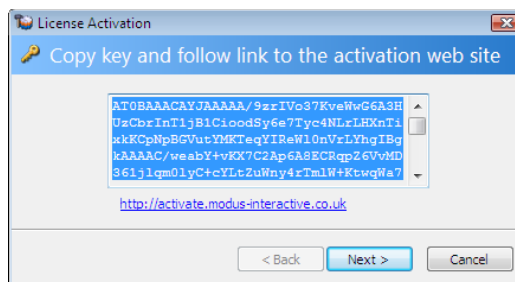 License Activation
Copy key and follow link to the activation web site
AT0BAAACAYJAAAAA/9zrIVo37KveWwG6A3H
UzCbrInT1jB1CioodSy6e7Tyc4NLrLHXnTi
xkKCpNpBGVutYMKTeqYIReWl0nVrLYhgIBg
kAAAAC/weabY+vKX7C2Ap6A8ECRqpZ6VvMD
361jlqm0lyC+cYLtZuWny4rTmlW+KtwqWa7
http://activate.modus-interactive.co.uk
< Back
Next >
Cancel